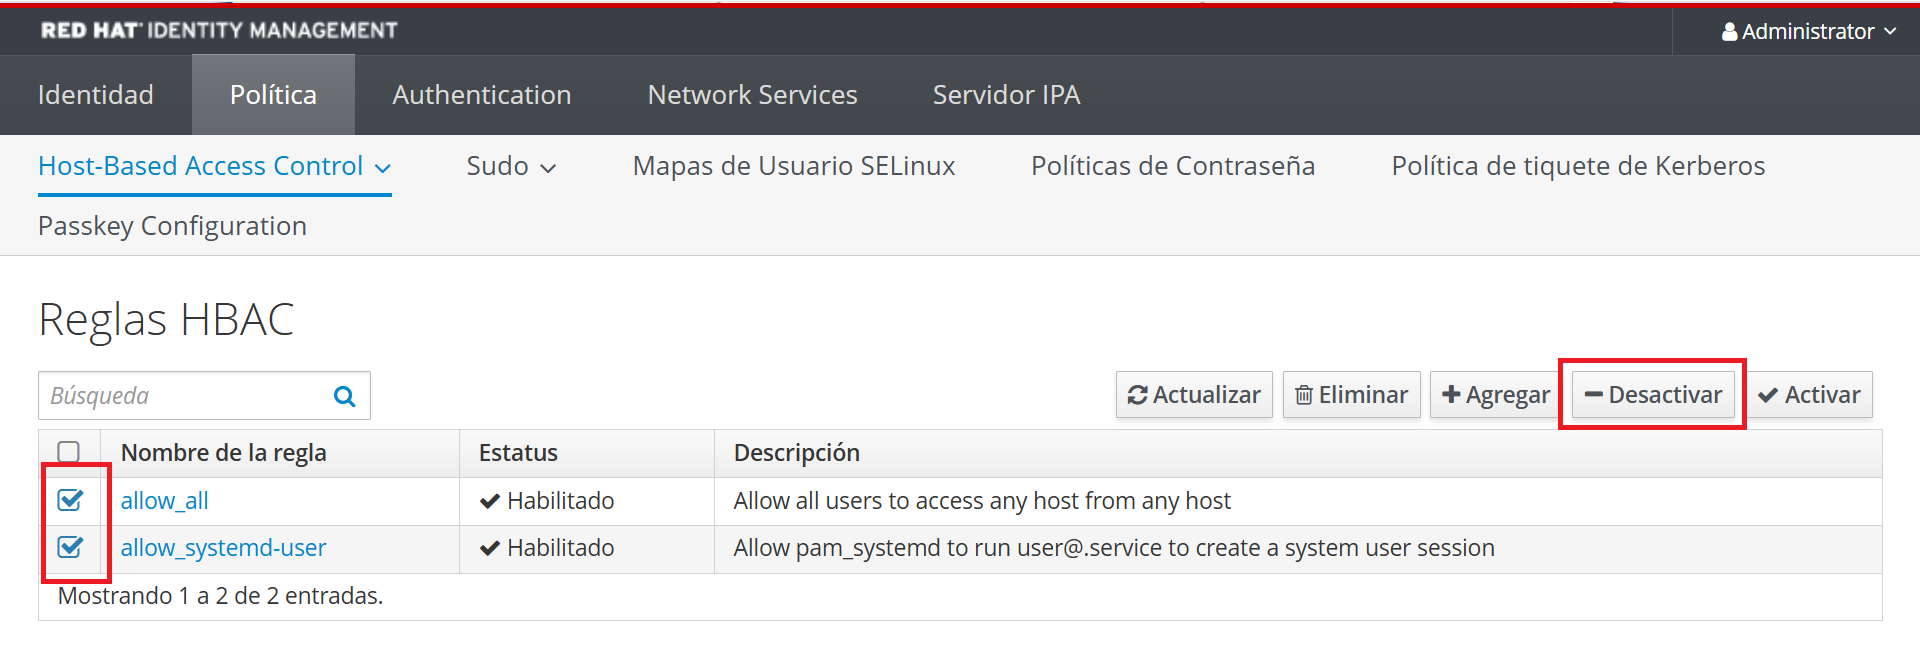 RED HAT IDENTITY MANAGEMENT
Administrator
Identidad Política Authentication Network Services Servidor IPA
Host-Based Access Control Sudo Mapas de Usuario SELinux Políticas de Contraseña Política de tiquete de Kerberos
Passkey Configuration
Reglas HBAC
Búsqueda Actualizar Eliminar Agregar Desactivar Activar
Nombre de la regla Estatus Descripción
allow_all Habilitado Allow all users to access any host from any host
allow_systemd-user Habilitado Allow pam_systemd to run user@.service to create a system user session
Mostrando 1 a 2 de 2 entradas.